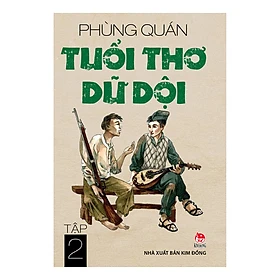 PHÙNG QUÁN
TUỔI THƠ
DỮ DỘI
TẬP
2
NHÀ XUẤT BẢN KIM ĐỒNG